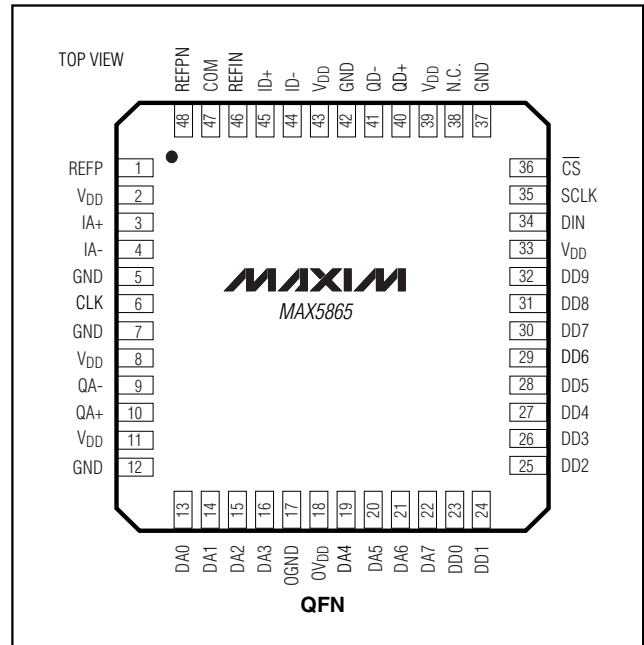 TOP VIEW
REFPN
COM
REFIN
ID+
ID-
VDD
GND
QD-
QD+
VDD
N.C.
GND
48
47
46
45
44
43
42
41
40
39
38
37
REFP 1
VDD 2
IA+ 3
IA- 4
GND 5
CLK 6
GND 7
VDD 8
QA- 9
QA+ 10
VDD 11
GND 12
MAXIM
MAX5865
36 C̅S̅
35 SCLK
34 DIN
33 VDD
32 DD9
31 DD8
30 DD7
29 DD6
28 DD5
27 DD4
26 DD3
25 DD2
13
14
15
16
17
18
19
20
21
22
23
24
DA0
DA1
DA2
DA3
OGND
OVDD
DA4
DA5
DA6
DA7
DD0
DD1
QFN